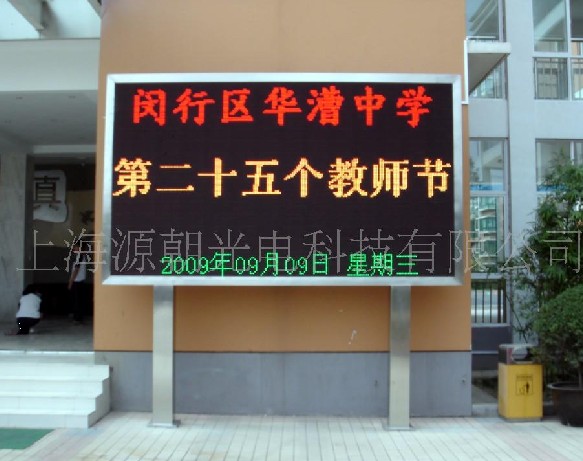 闵行区华漕中学
第二十五个教师节
2009年09月09日 星期三
上海源朝光电科技有限公司
真